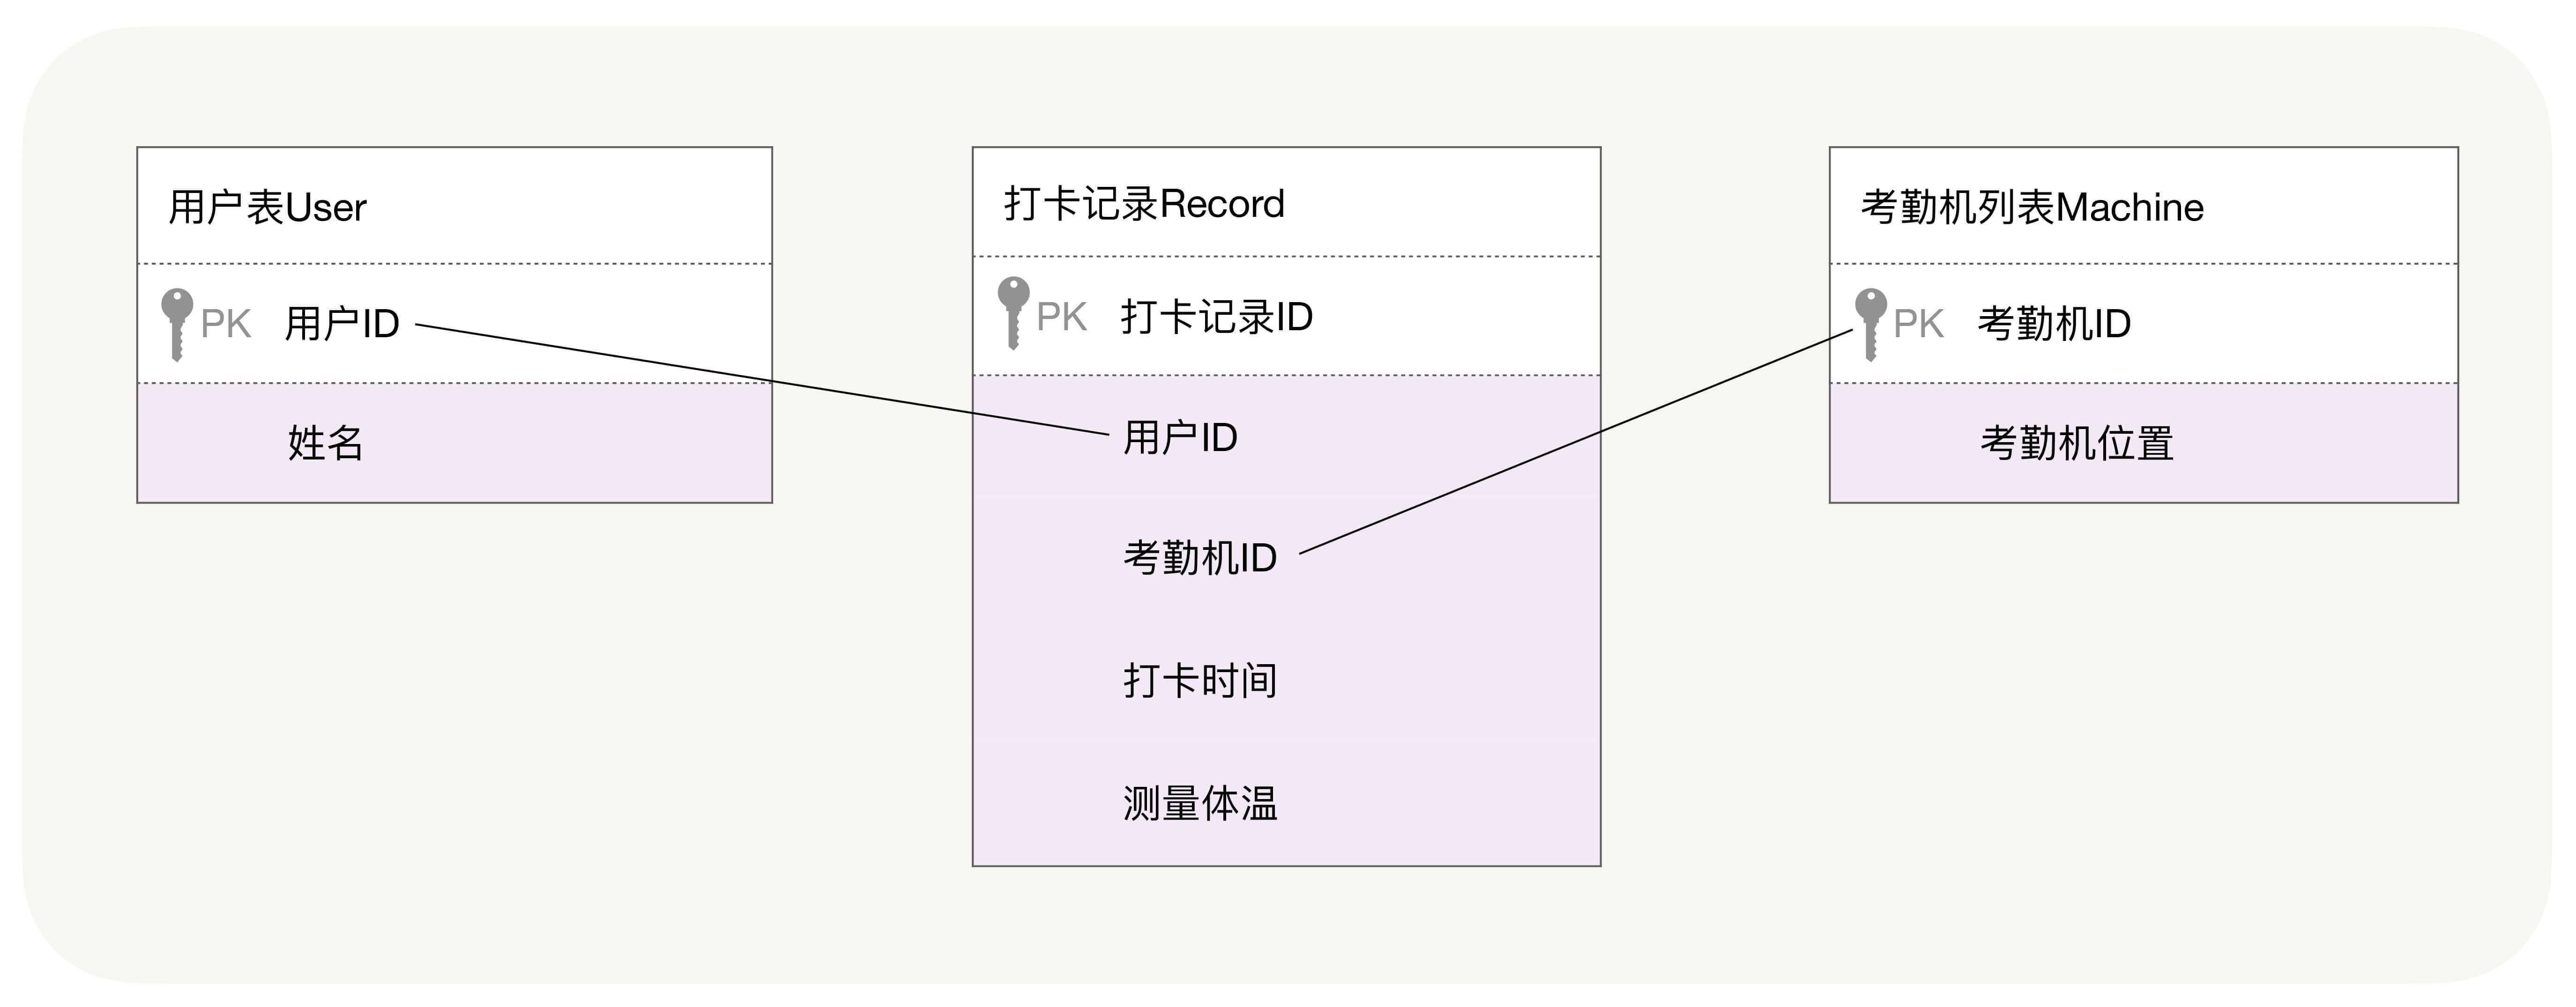 用户表User
PK 用户ID
姓名
打卡记录Record
PK 打卡记录ID
用户ID
考勤机ID
打卡时间
测量体温
考勤机列表Machine
PK 考勤机ID
考勤机位置